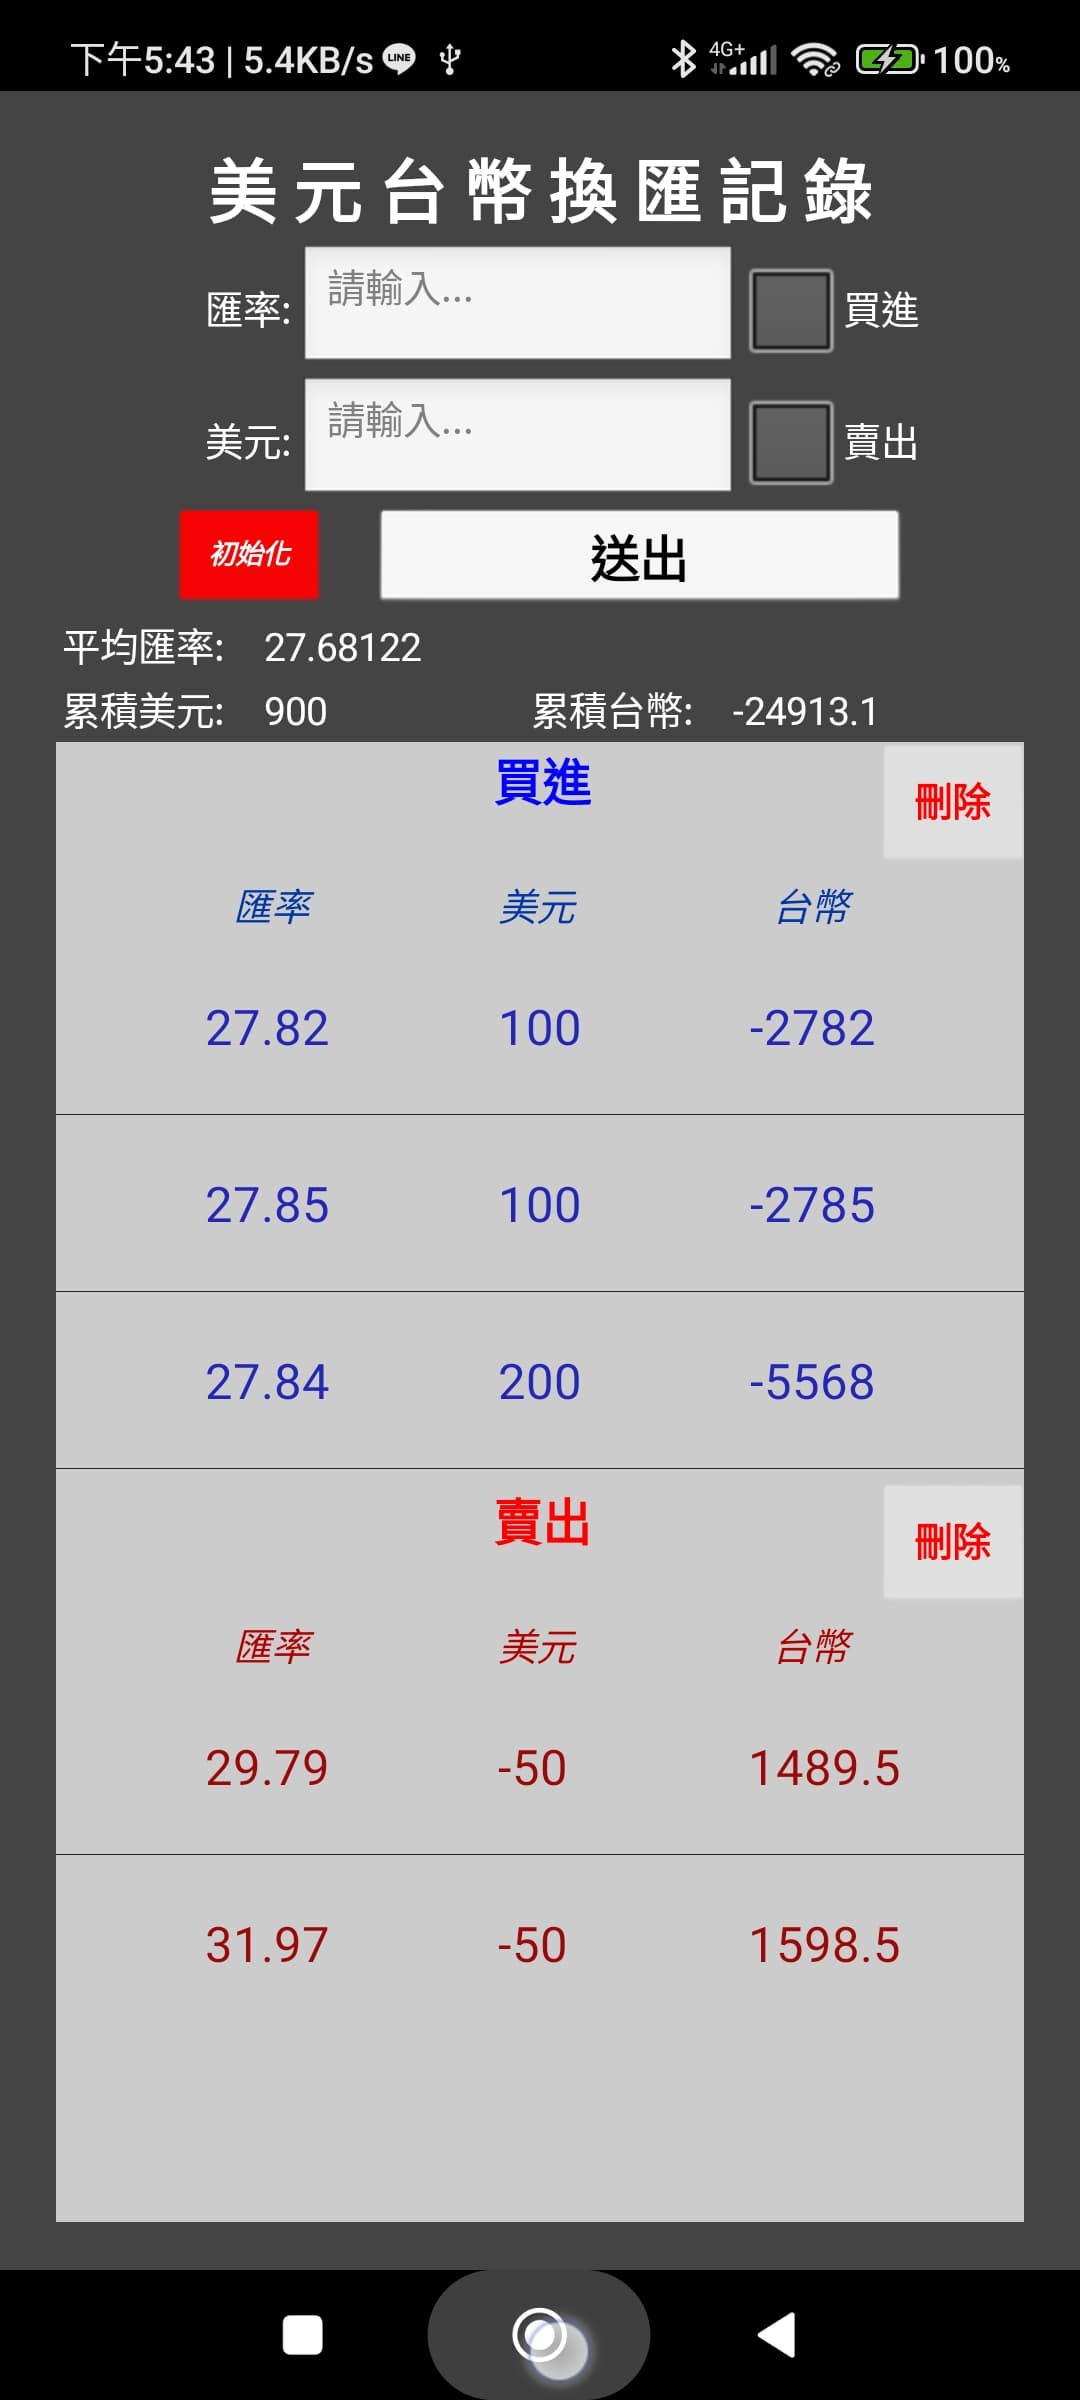 下午5:43 | 5.4KB/s LINE 4G+ 100%
美元台幣換匯記錄
匯率: 請輸入... 買進
美元: 請輸入... 賣出
初始化 送出
平均匯率: 27.68122
累積美元: 900 累積台幣: -24913.1
買進 刪除
匯率 美元 台幣
27.82 100 -2782
27.85 100 -2785
27.84 200 -5568
賣出 刪除
匯率 美元 台幣
29.79 -50 1489.5
31.97 -50 1598.5